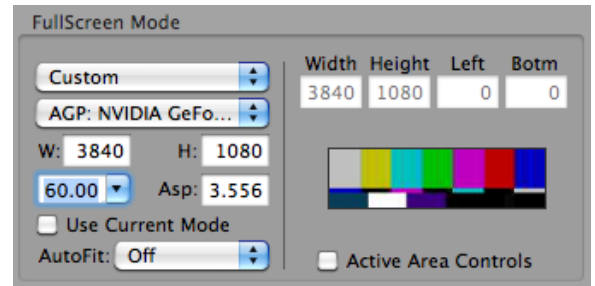 FullScreen Mode
Custom
AGP: NVIDIA GeFo...
W: 3840 H: 1080
60.00 Asp: 3.556
Use Current Mode
AutoFit: Off
Width Height Left Botm
3840 1080 0 0
Active Area Controls